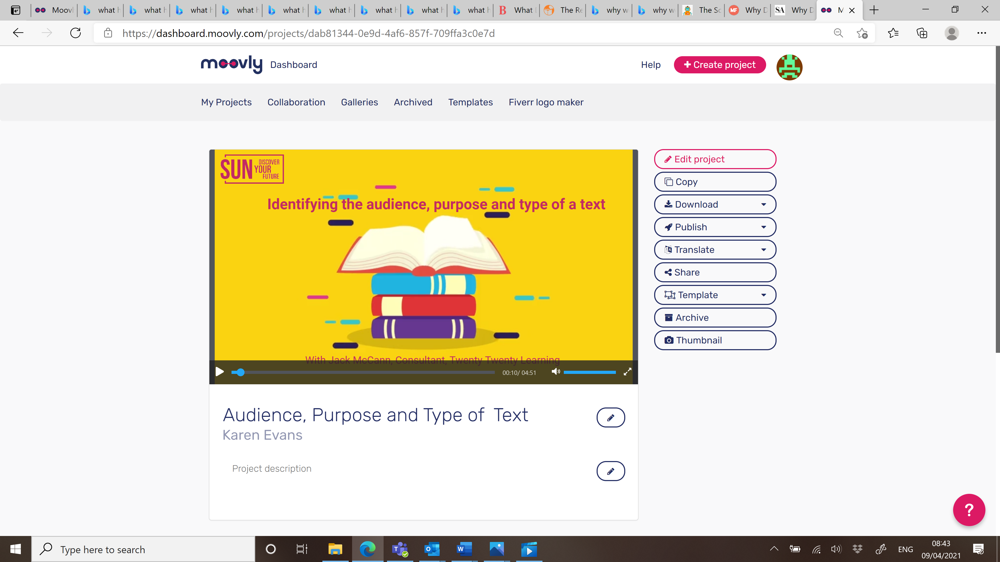 Moovl
what h
what h
what h
what h
what h
what h
what h
what h
what h
What
The Re
why w
why w
The Sc
Why D
SA Why D
M
https://dashboard.moovly.com/projects/dab81344-0e9d-4af6-857f-709ffa3c0e7d
moovly Dashboard
Help
+ Create project
My Projects
Collaboration
Galleries
Archived
Templates
Fiverr logo maker
SUN DISCOVER
YOUR
FUTURE
Identifying the audience, purpose and type of a text
With Jack McCann, Consultant, Twenty Twenty Learning
00:10/ 04:51
Edit project
Copy
Download
Publish
Translate
Share
Template
Archive
Thumbnail
Audience, Purpose and Type of  Text
Karen Evans
Project description
?
Type here to search
ENG
08:43
09/04/2021